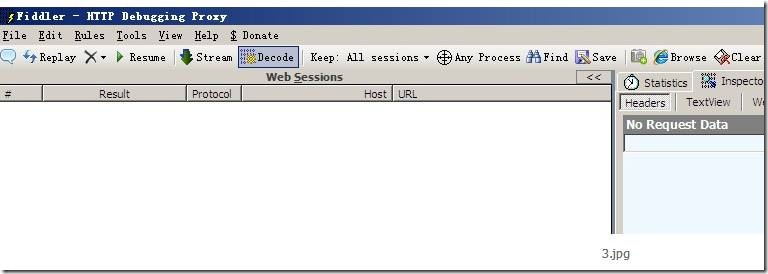 Fiddler - HTTP Debugging Proxy
File Edit Rules Tools View Help $ Donate
Replay Resume Stream Decode Keep: All sessions Any Process Find Save Browse Clear
Web Sessions <<
Statistics Inspecto
# Result Protocol Host URL
Headers TextView We
No Request Data
3.jpg